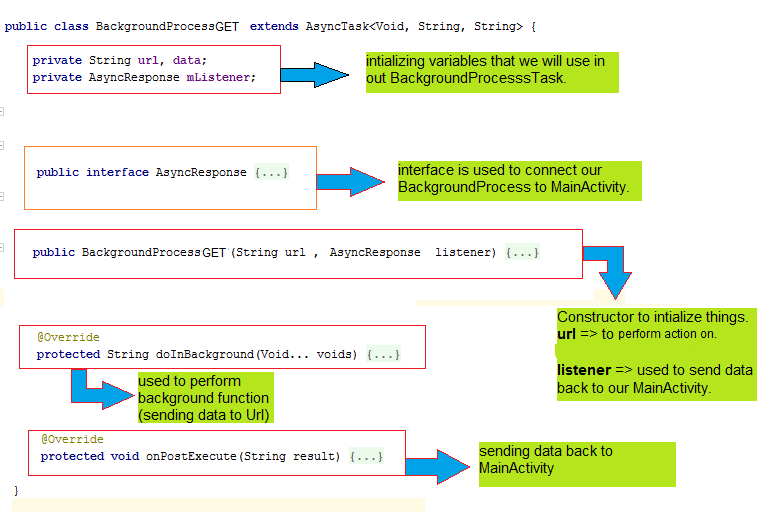 public class BackgroundProcessGET extends AsyncTask<Void, String, String> {
private String url, data;
private AsyncResponse mListener;
intializing variables that we will use in
out BackgroundProcesssTask.
public interface AsyncResponse {...}
interface is used to connect our
BackgroundProcess to MainActivity.
public BackgroundProcessGET(String url , AsyncResponse listener) {...}
Constructor to intialize things.
url => to perform action on.
listener => used to send data
back to our MainActivity.
@Override
protected String doInBackground(Void... voids) {...}
used to perform
background function
(sending data to Url)
@Override
protected void onPostExecute(String result) {...}
sending data back to
MainActivity
}